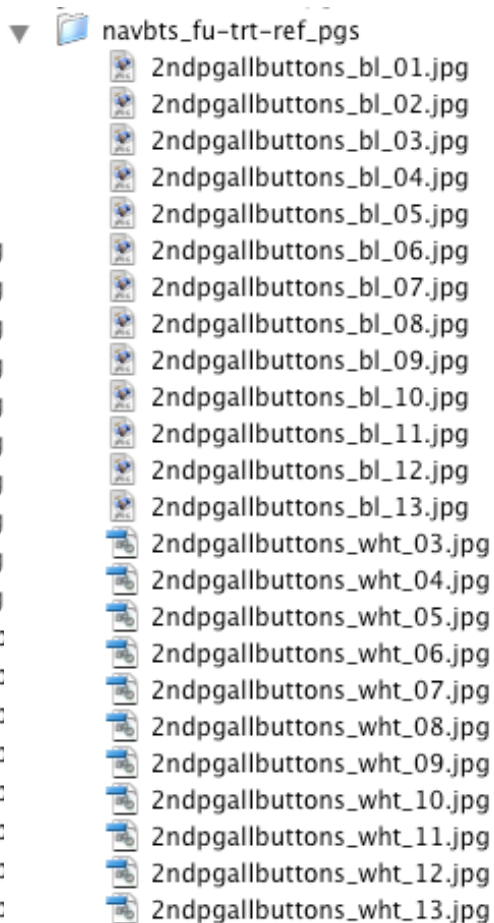 navbts_fu-trt-ref_pgs
2ndpgallbuttons_bl_01.jpg
2ndpgallbuttons_bl_02.jpg
2ndpgallbuttons_bl_03.jpg
2ndpgallbuttons_bl_04.jpg
2ndpgallbuttons_bl_05.jpg
2ndpgallbuttons_bl_06.jpg
2ndpgallbuttons_bl_07.jpg
2ndpgallbuttons_bl_08.jpg
2ndpgallbuttons_bl_09.jpg
2ndpgallbuttons_bl_10.jpg
2ndpgallbuttons_bl_11.jpg
2ndpgallbuttons_bl_12.jpg
2ndpgallbuttons_bl_13.jpg
2ndpgallbuttons_wht_03.jpg
2ndpgallbuttons_wht_04.jpg
2ndpgallbuttons_wht_05.jpg
2ndpgallbuttons_wht_06.jpg
2ndpgallbuttons_wht_07.jpg
2ndpgallbuttons_wht_08.jpg
2ndpgallbuttons_wht_09.jpg
2ndpgallbuttons_wht_10.jpg
2ndpgallbuttons_wht_11.jpg
2ndpgallbuttons_wht_12.jpg
2ndpgallbuttons_wht_13.jpg